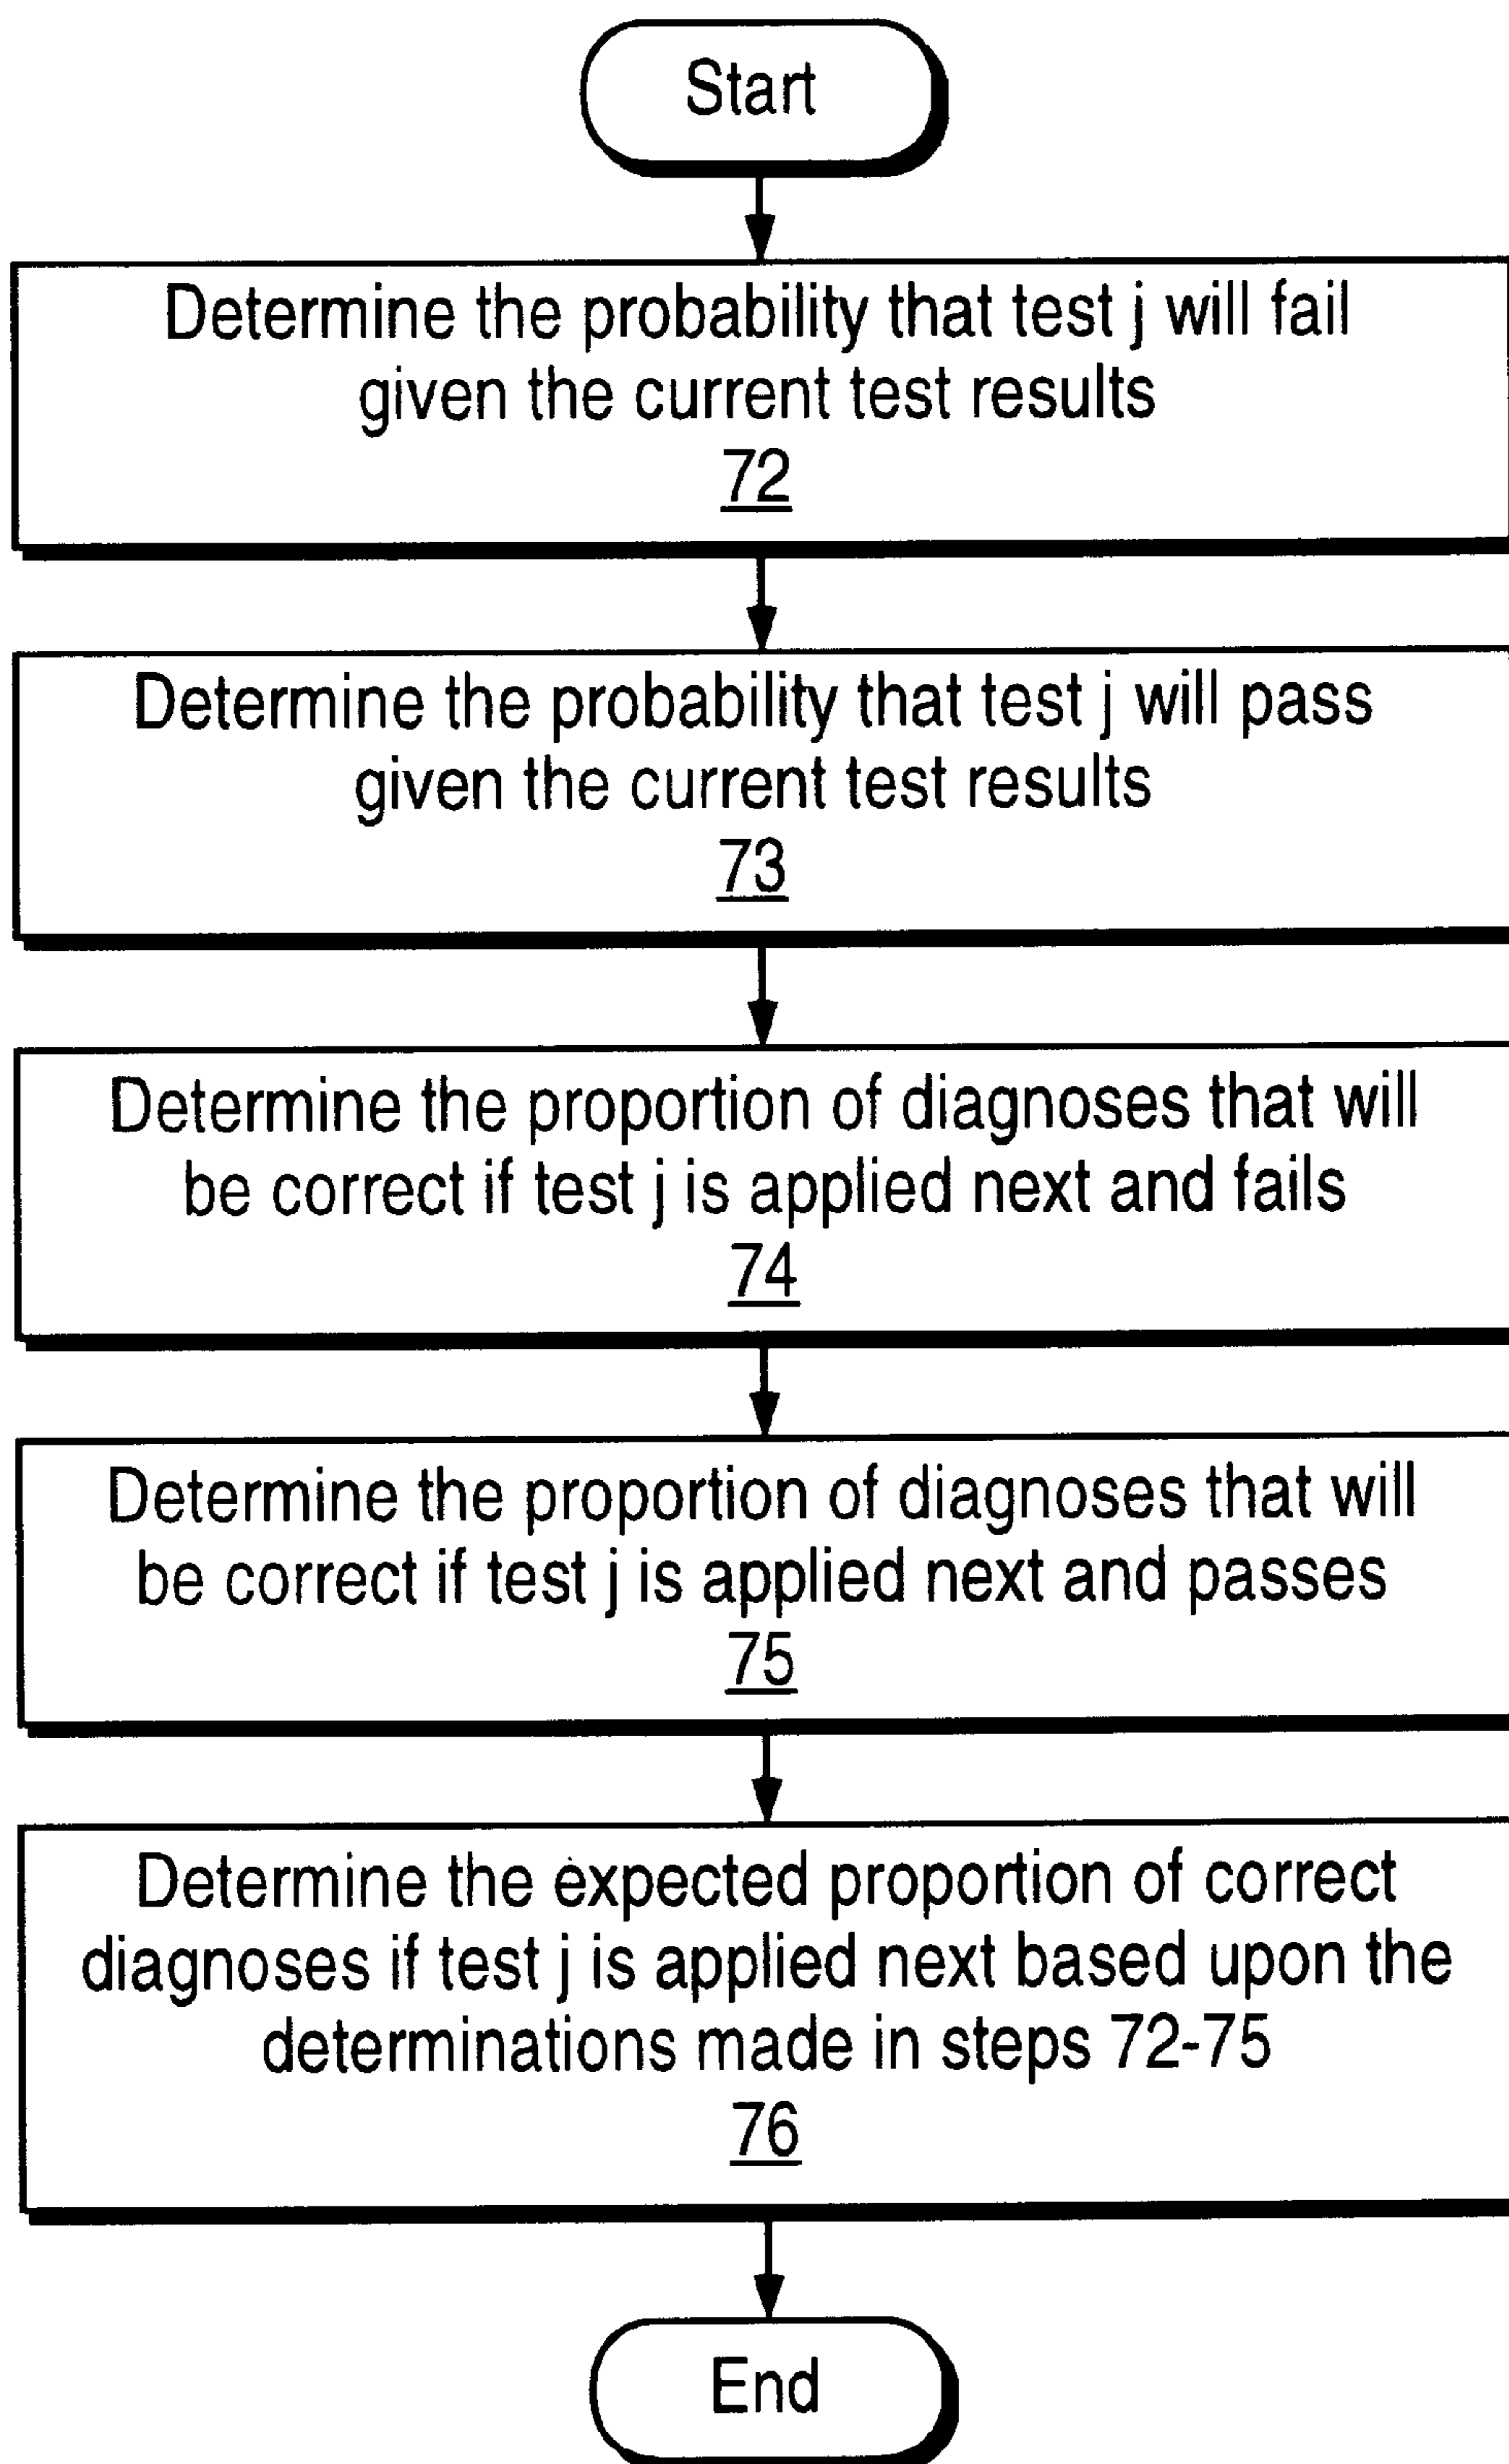 Start
Determine the probability that test j will fail
given the current test results
72
Determine the probability that test j will pass
given the current test results
73
Determine the proportion of diagnoses that will
be correct if test j is applied next and fails
74
Determine the proportion of diagnoses that will
be correct if test j is applied next and passes
75
Determine the expected proportion of correct
diagnoses if test j is applied next based upon the
determinations made in steps 72-75
76
End